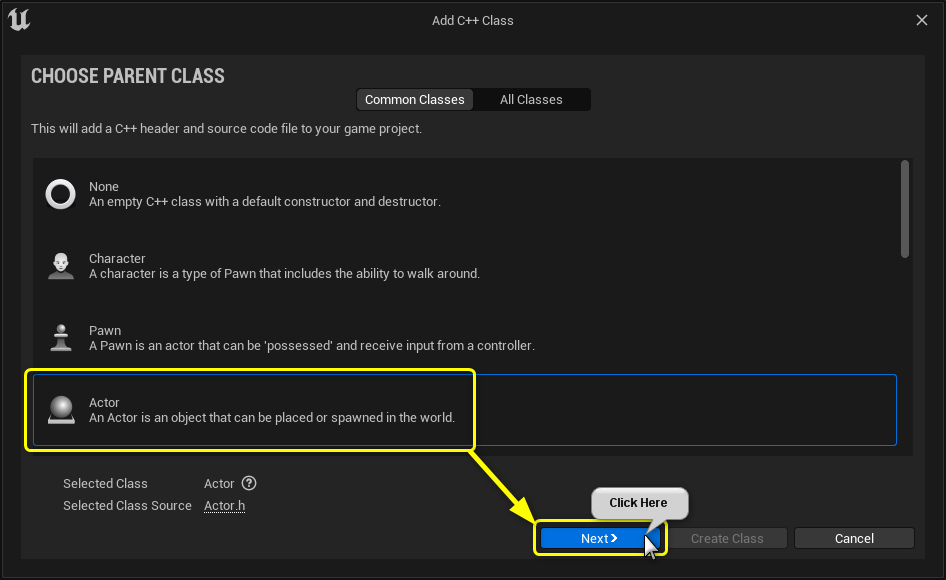 Add C++ Class
CHOOSE PARENT CLASS
Common Classes
All Classes
This will add a C++ header and source code file to your game project.
None
An empty C++ class with a default constructor and destructor.
Character
A character is a type of Pawn that includes the ability to walk around.
Pawn
A Pawn is an actor that can be 'possessed' and receive input from a controller.
Actor
An Actor is an object that can be placed or spawned in the world.
Selected Class Actor ?
Selected Class Source Actor.h
Click Here
Next
Create Class
Cancel